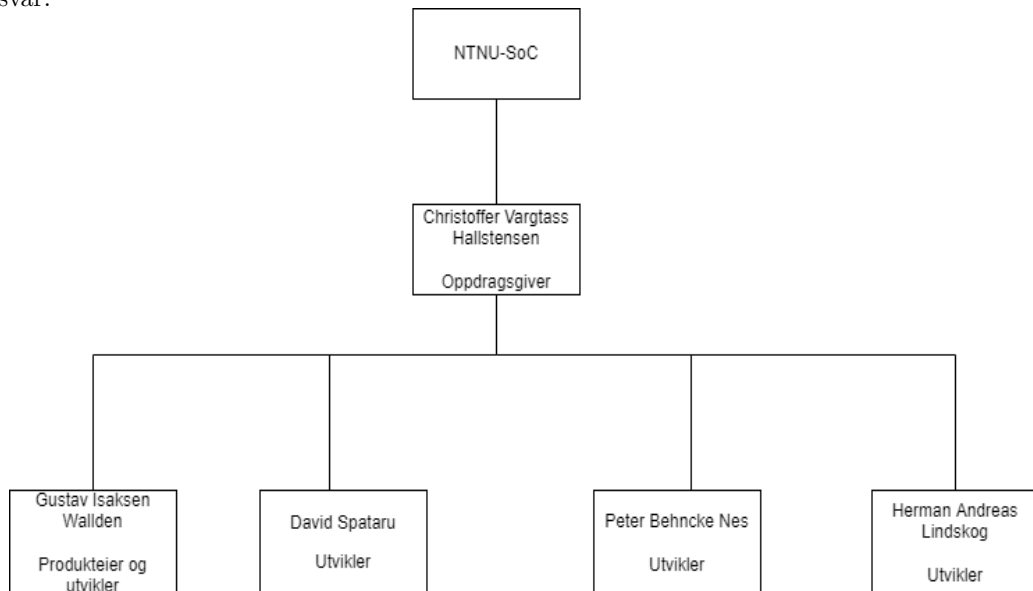 NTNU-SoC
Christoffer Vargtass
Hallstensen
Oppdragsgiver
Gustav Isaksen
Wallden
Produkteier og
utvikler
David Spataru
Utvikler
Peter Behncke Nes
Utvikler
Herman Andreas
Lindskog
Utvikler